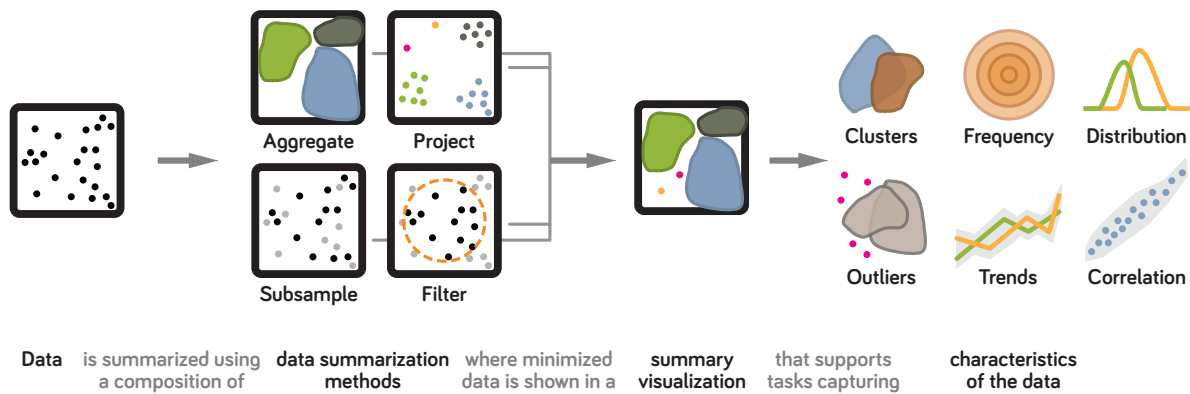 Aggregate
Project
Subsample
Filter
Clusters
Frequency
Distribution
Outliers
Trends
Correlation
Data
is summarized using
a composition of
data summarization
methods
where minimized
data is shown in a
summary
visualization
that supports
tasks capturing
characteristics
of the data